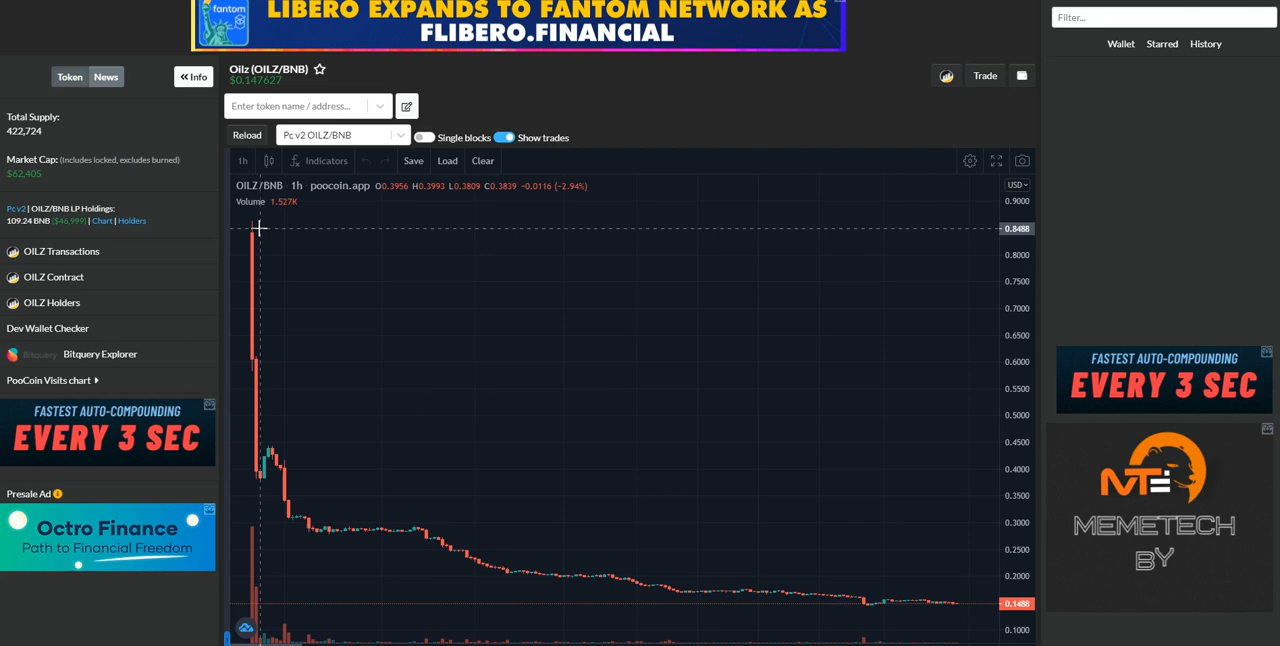 fantom
LIBERO EXPANDS TO FANTOM NETWORK AS
FLIBERO.FINANCIAL
Filter...
Wallet Starred History
Token News
« Info
Oilz (OILZ/BNB)
$0.147627
Trade
Enter token name / address...
Total Supply:
422,724
Reload
Pc v2 OILZ/BNB
Single blocks
Show trades
Market Cap: (Includes locked, excludes burned)
$62,405
1h
Indicators
Save
Load
Clear
OILZ/BNB · 1h · poocoin.app O0.3956 H0.3993 L0.3809 C0.3839 -0.0116 (-2.94%)
USD
Volume 1.527K
Pc v2 | OILZ/BNB LP Holdings:
109.24 BNB ($46,999) | Chart | Holders
OILZ Transactions
OILZ Contract
OILZ Holders
Dev Wallet Checker
Bitquery Bitquery Explorer
PooCoin Visits chart
FASTEST AUTO-COMPOUNDING
EVERY 3 SEC
Presale Ad
Octro Finance
Path to Financial Freedom
0.9000
0.8488
0.8000
0.7500
0.7000
0.6500
0.6000
0.5500
0.5000
0.4500
0.4000
0.3500
0.3000
0.2500
0.2000
0.1488
0.1000
FASTEST AUTO-COMPOUNDING
EVERY 3 SEC
MTE
MEMETECH
BY